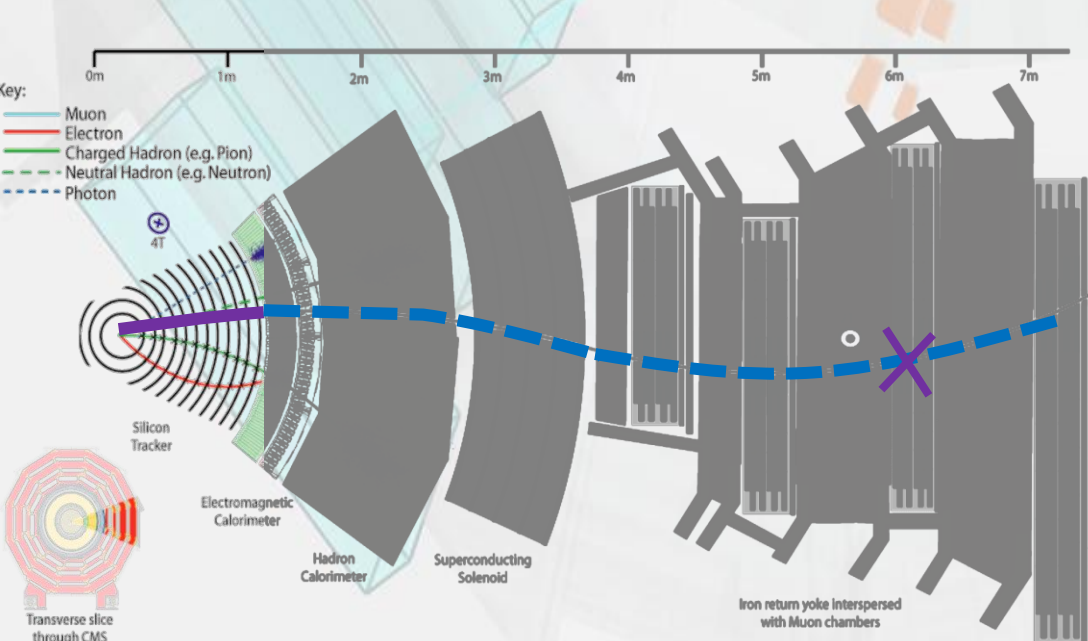 0m 1m 2m 3m 4m 5m 6m 7m
Key:
Muon
Electron
Charged Hadron (e.g. Pion)
Neutral Hadron (e.g. Neutron)
Photon
4T
Silicon
Tracker
Electromagnetic
Calorimeter
Hadron
Calorimeter
Superconducting
Solenoid
Iron return yoke interspersed
with Muon chambers
Transverse slice
through CMS